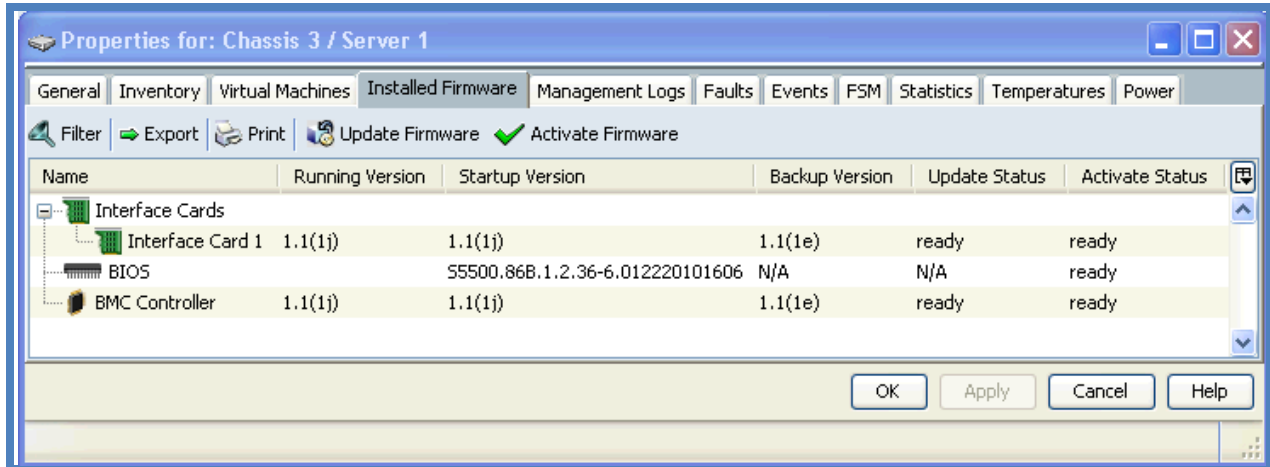 Properties for: Chassis 3 / Server 1
General Inventory Virtual Machines Installed Firmware Management Logs Faults Events FSM Statistics Temperatures Power
Filter Export Print Update Firmware Activate Firmware
Name Running Version Startup Version Backup Version Update Status Activate Status
Interface Cards
Interface Card 1 1.1(1j) 1.1(1j) 1.1(1e) ready ready
BIOS S5500.86B.1.2.36-6.012220101606 N/A N/A ready
BMC Controller 1.1(1j) 1.1(1j) 1.1(1e) ready ready
OK Apply Cancel Help